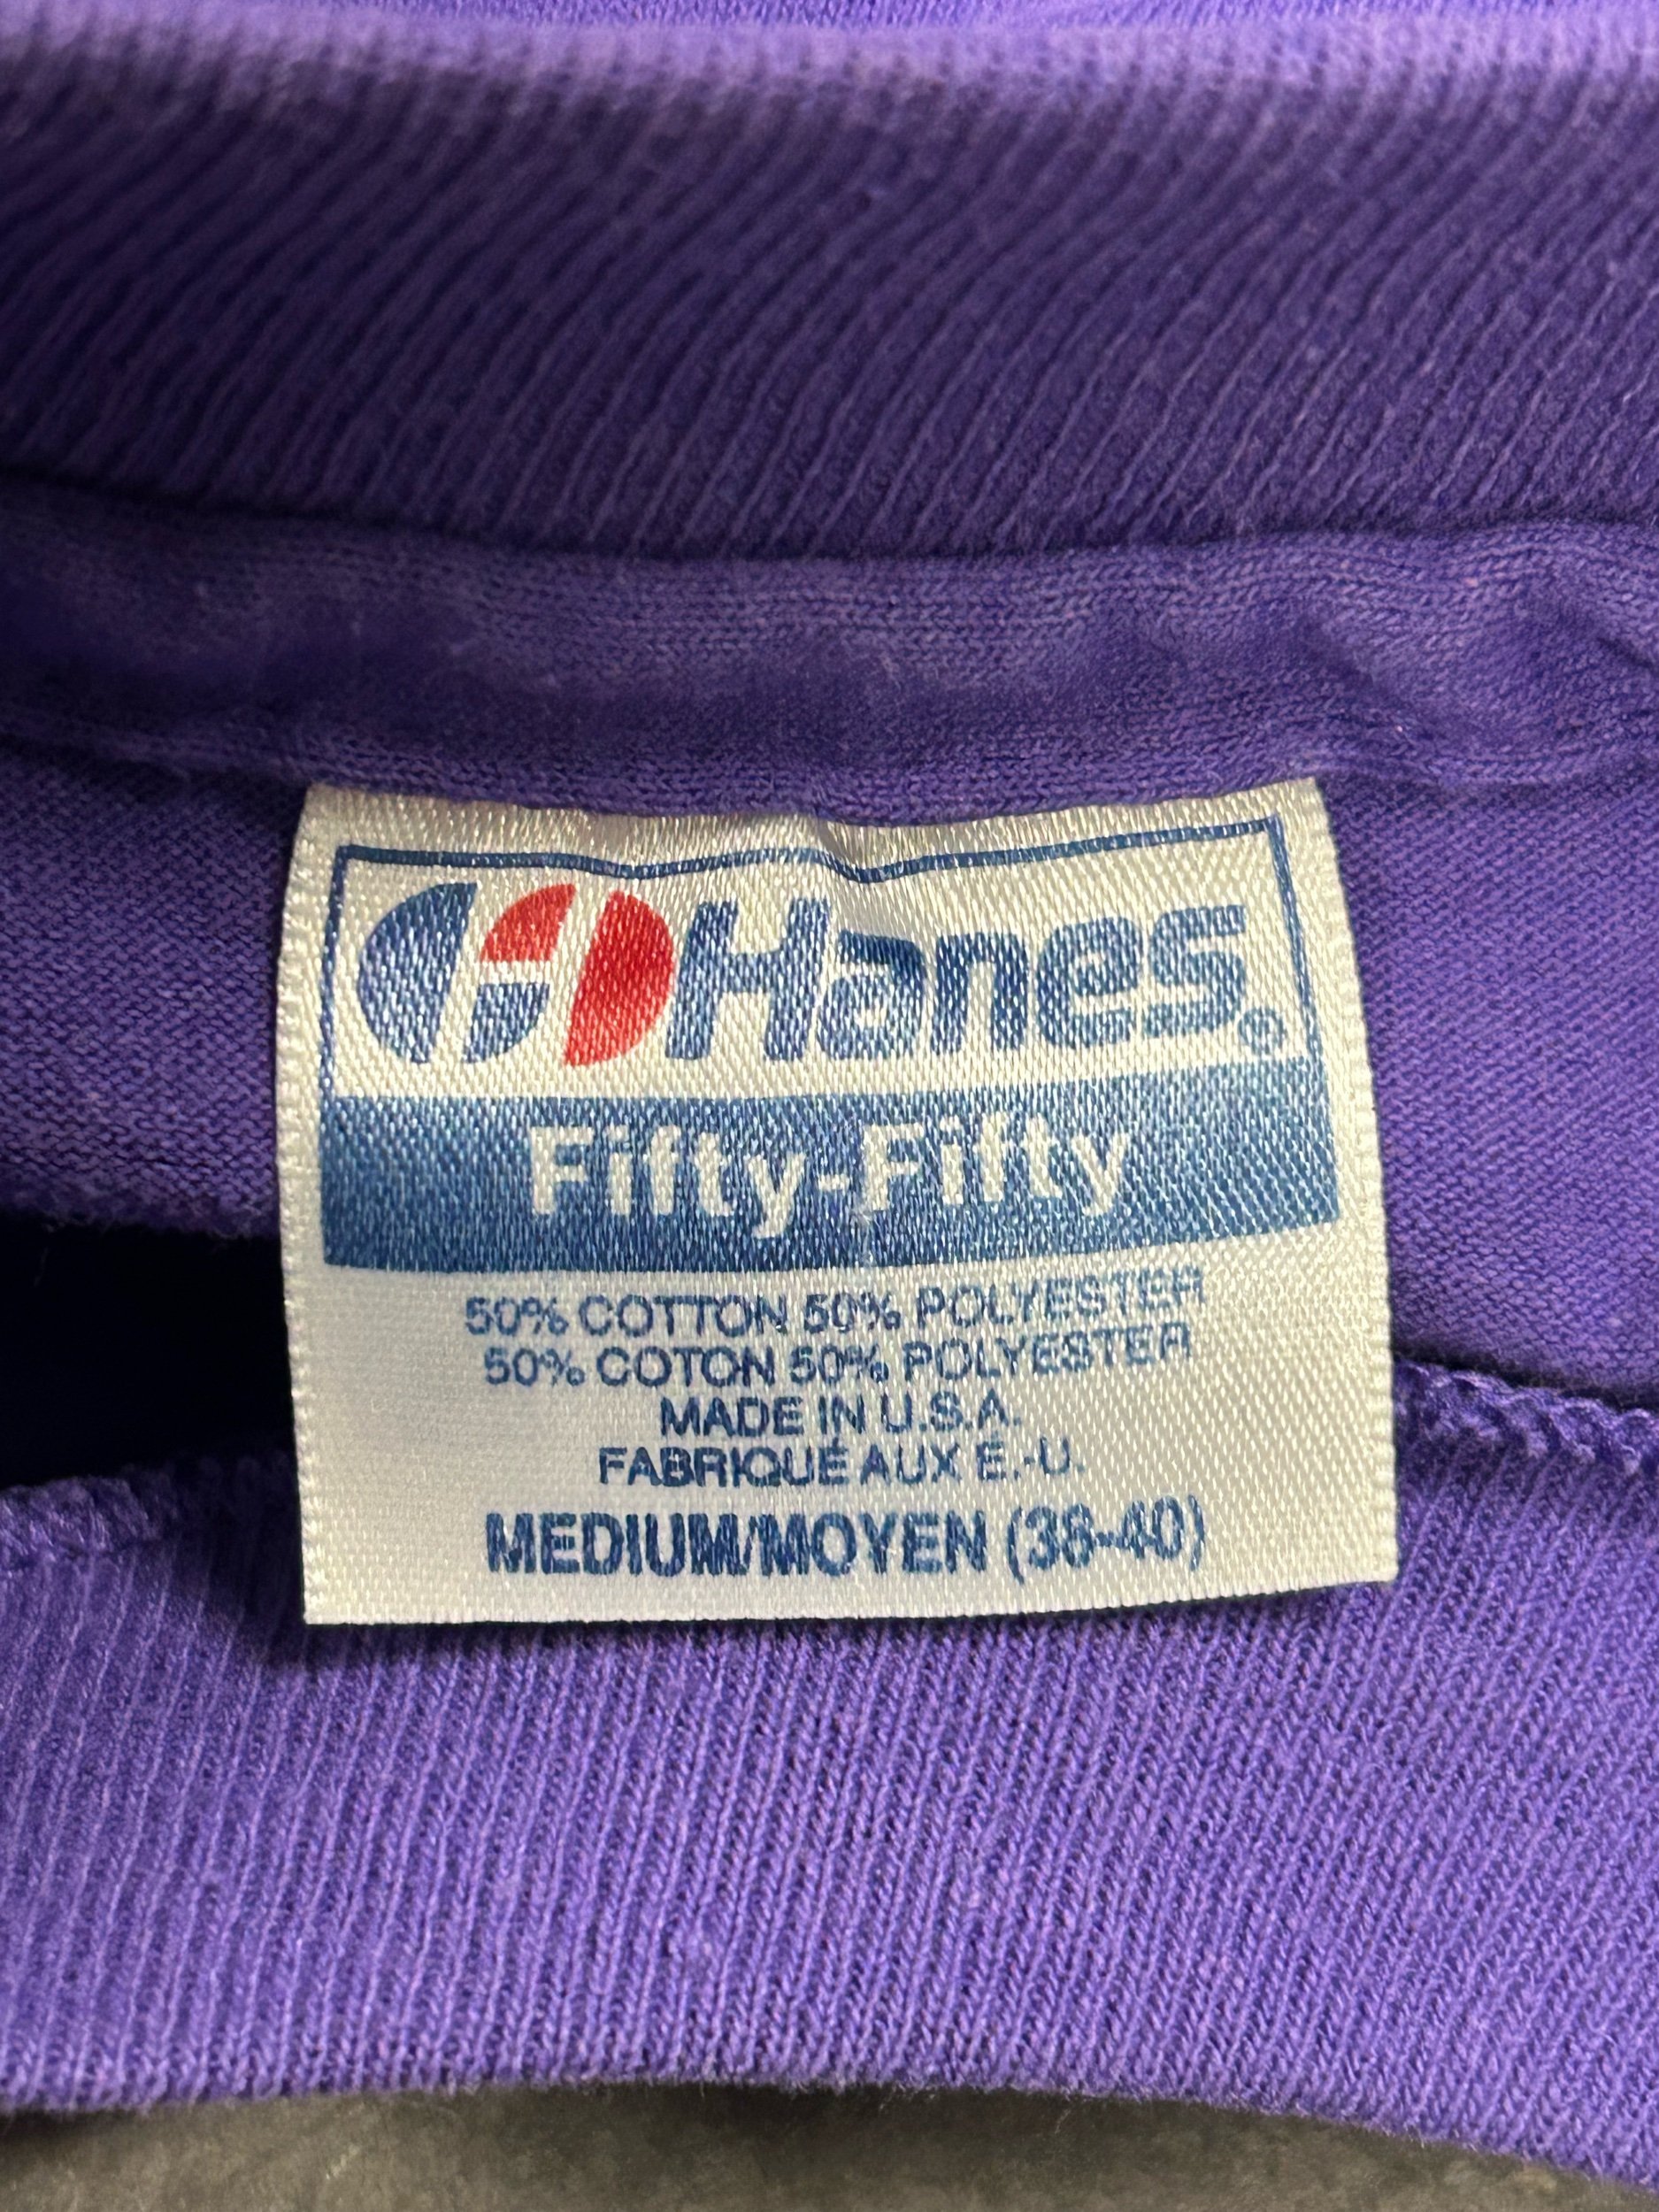 Hanes®
Fifty-Fifty
50% COTTON 50% POLYESTER
50% COTON 50% POLYESTER
MADE IN U.S.A.
FABRIQUÉ AUX É.-U.
MEDIUM/MOYEN (38-40)